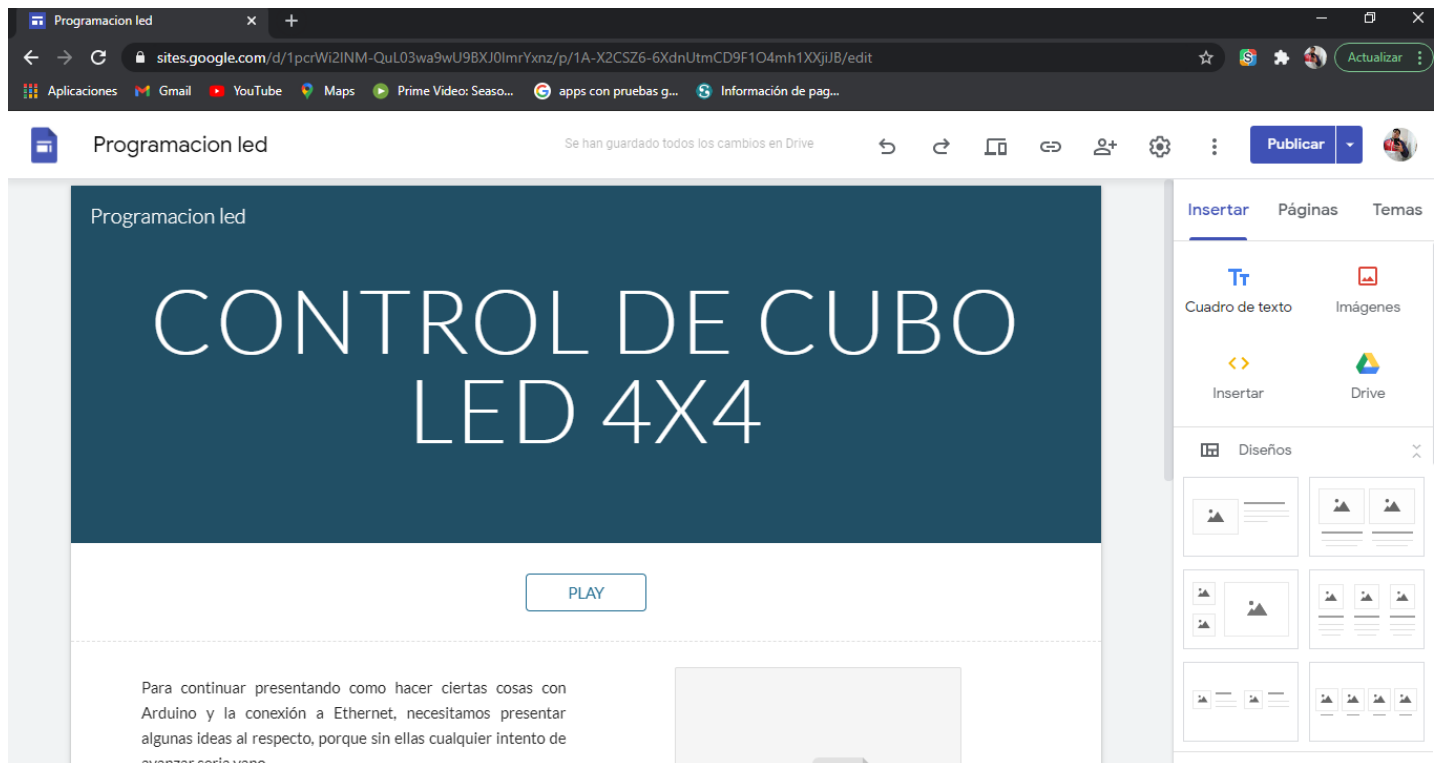 Programacion led
sites.google.com/d/1pcrWi2INM-QuL03wa9wU9BXJ0ImrYxnz/p/1A-X2CSZ6-6XdnUtmCD9F1O4mh1XXjiJB/edit
Actualizar
Aplicaciones Gmail YouTube Maps Prime Video: Seaso... apps con pruebas g... Información de pag...
Programacion led
Se han guardado todos los cambios en Drive
Publicar
Programacion led
CONTROL DE CUBO
LED 4X4
PLAY
Para continuar presentando como hacer ciertas cosas con
Arduino y la conexión a Ethernet, necesitamos presentar
algunas ideas al respecto, porque sin ellas cualquier intento de
avanzar seria vano
Insertar Páginas Temas
Cuadro de texto Imágenes
Insertar Drive
Diseños